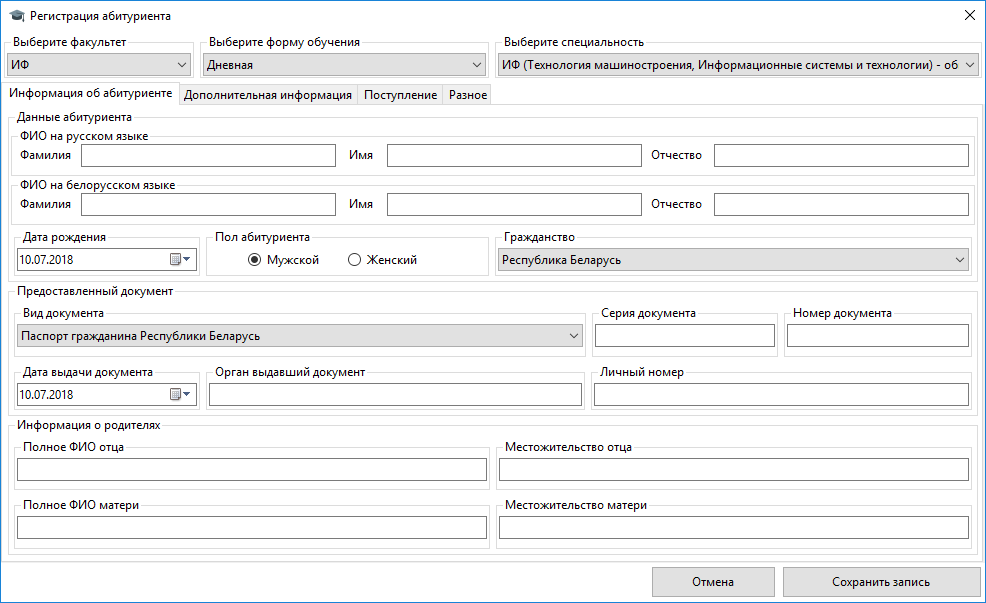 Регистрация абитуриента
Выберите факультет
Выберите форму обучения
Выберите специальность
ИФ
Дневная
ИФ (Технология машиностроения, Информационные системы и технологии) - об
Информация об абитуриенте
Дополнительная информация
Поступление
Разное
Данные абитуриента
ФИО на русском языке
Фамилия
Имя
Отчество
ФИО на белорусском языке
Фамилия
Имя
Отчество
Дата рождения
Пол абитуриента
Гражданство
10.07.2018
Мужской
Женский
Республика Беларусь
Предоставленный документ
Вид документа
Серия документа
Номер документа
Паспорт гражданина Республики Беларусь
Дата выдачи документа
Орган выдавший документ
Личный номер
10.07.2018
Информация о родителях
Полное ФИО отца
Местожительство отца
Полное ФИО матери
Местожительство матери
Отмена
Сохранить запись